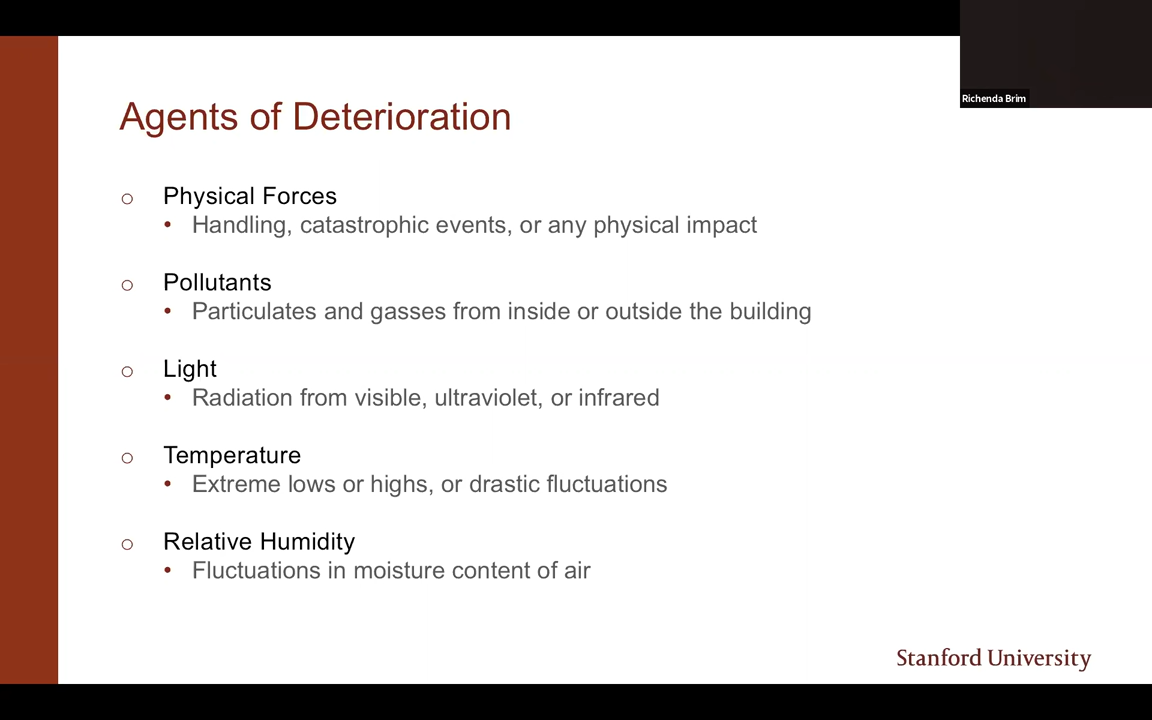 Richenda Brim
Agents of Deterioration
○ Physical Forces
• Handling, catastrophic events, or any physical impact
○ Pollutants
• Particulates and gasses from inside or outside the building
○ Light
• Radiation from visible, ultraviolet, or infrared
○ Temperature
• Extreme lows or highs, or drastic fluctuations
○ Relative Humidity
• Fluctuations in moisture content of air
Stanford University